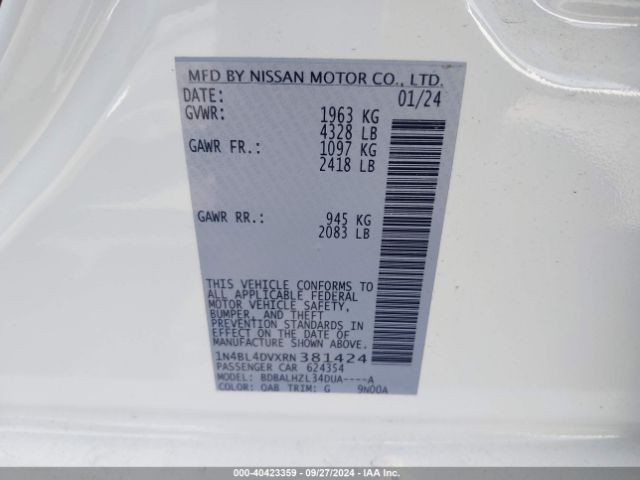 MFD BY NISSAN MOTOR CO., LTD.
DATE: 01/24
GVWR: 1963 KG
4328 LB
GAWR FR.: 1097 KG
2418 LB
GAWR RR.: 945 KG
2083 LB
THIS VEHICLE CONFORMS TO
ALL APPLICABLE FEDERAL
MOTOR VEHICLE SAFETY,
BUMPER, AND THEFT
PREVENTION STANDARDS IN
EFFECT ON THE DATE OF
MANUFACTURE SHOWN ABOVE.
1N4BL4DVXRN381424
PASSENGER CAR 624354
MODEL: BDBALHZL34DUA----A
COLOR: QAB TRIM: G 9N00A
000-40423359 - 09/27/2024 - IAA Inc.